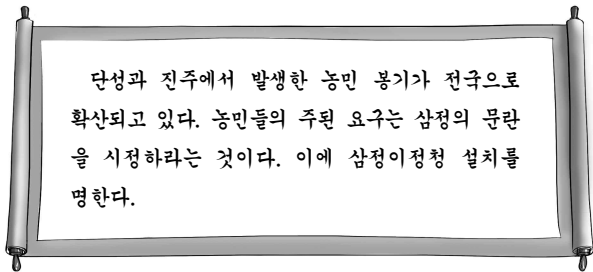 단성과 진주에서 발생한 농민 봉기가 전국으로
확산되고 있다. 농민들의 주된 요구는 삼정의 문란
을 시정하라는 것이다. 이에 삼정이정청 설치를
명한다.